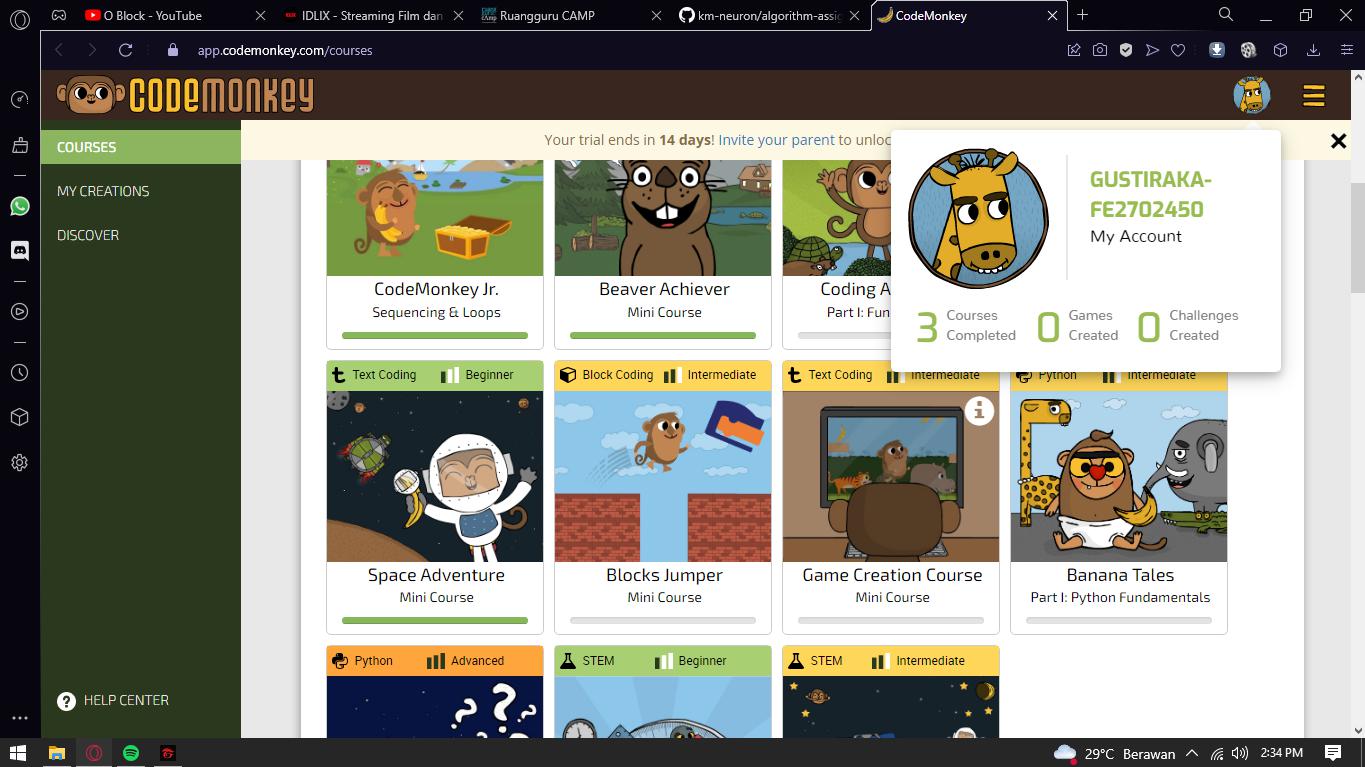 O Block - YouTube
IDLIX - Streaming Film dan
Ruangguru CAMP
km-neuron/algorithm-assig
CodeMonkey
app.codemonkey.com/courses
CODEMONKEY
COURSES
MY CREATIONS
DISCOVER
HELP CENTER
Your trial ends in 14 days! Invite your parent to unloc
GUSTIRAKA-
FE2702450
My Account
3 Courses Completed
0 Games Created
0 Challenges Created
CodeMonkey Jr.
Sequencing & Loops
Beaver Achiever
Mini Course
Coding A
Part I: Fun
Text Coding Beginner
Space Adventure
Mini Course
Block Coding Intermediate
Blocks Jumper
Mini Course
Text Coding Intermediate
Game Creation Course
Mini Course
Python Intermediate
Banana Tales
Part I: Python Fundamentals
Python Advanced
STEM Beginner
STEM Intermediate
29°C Berawan
2:34 PM